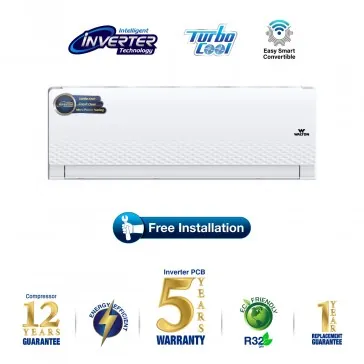 Intelligent
INVERTER
Technology
Turbo
Cool
Easy Smart
Convertible
WALTON
Free Installation
Compressor
12
YEARS
GUARANTEE
ENERGY EFFICIENT
Inverter PCB
5
YEARS
WARRANTY
ECO FRIENDLY
R32
1
YEAR
REPLACEMENT
GUARANTEE